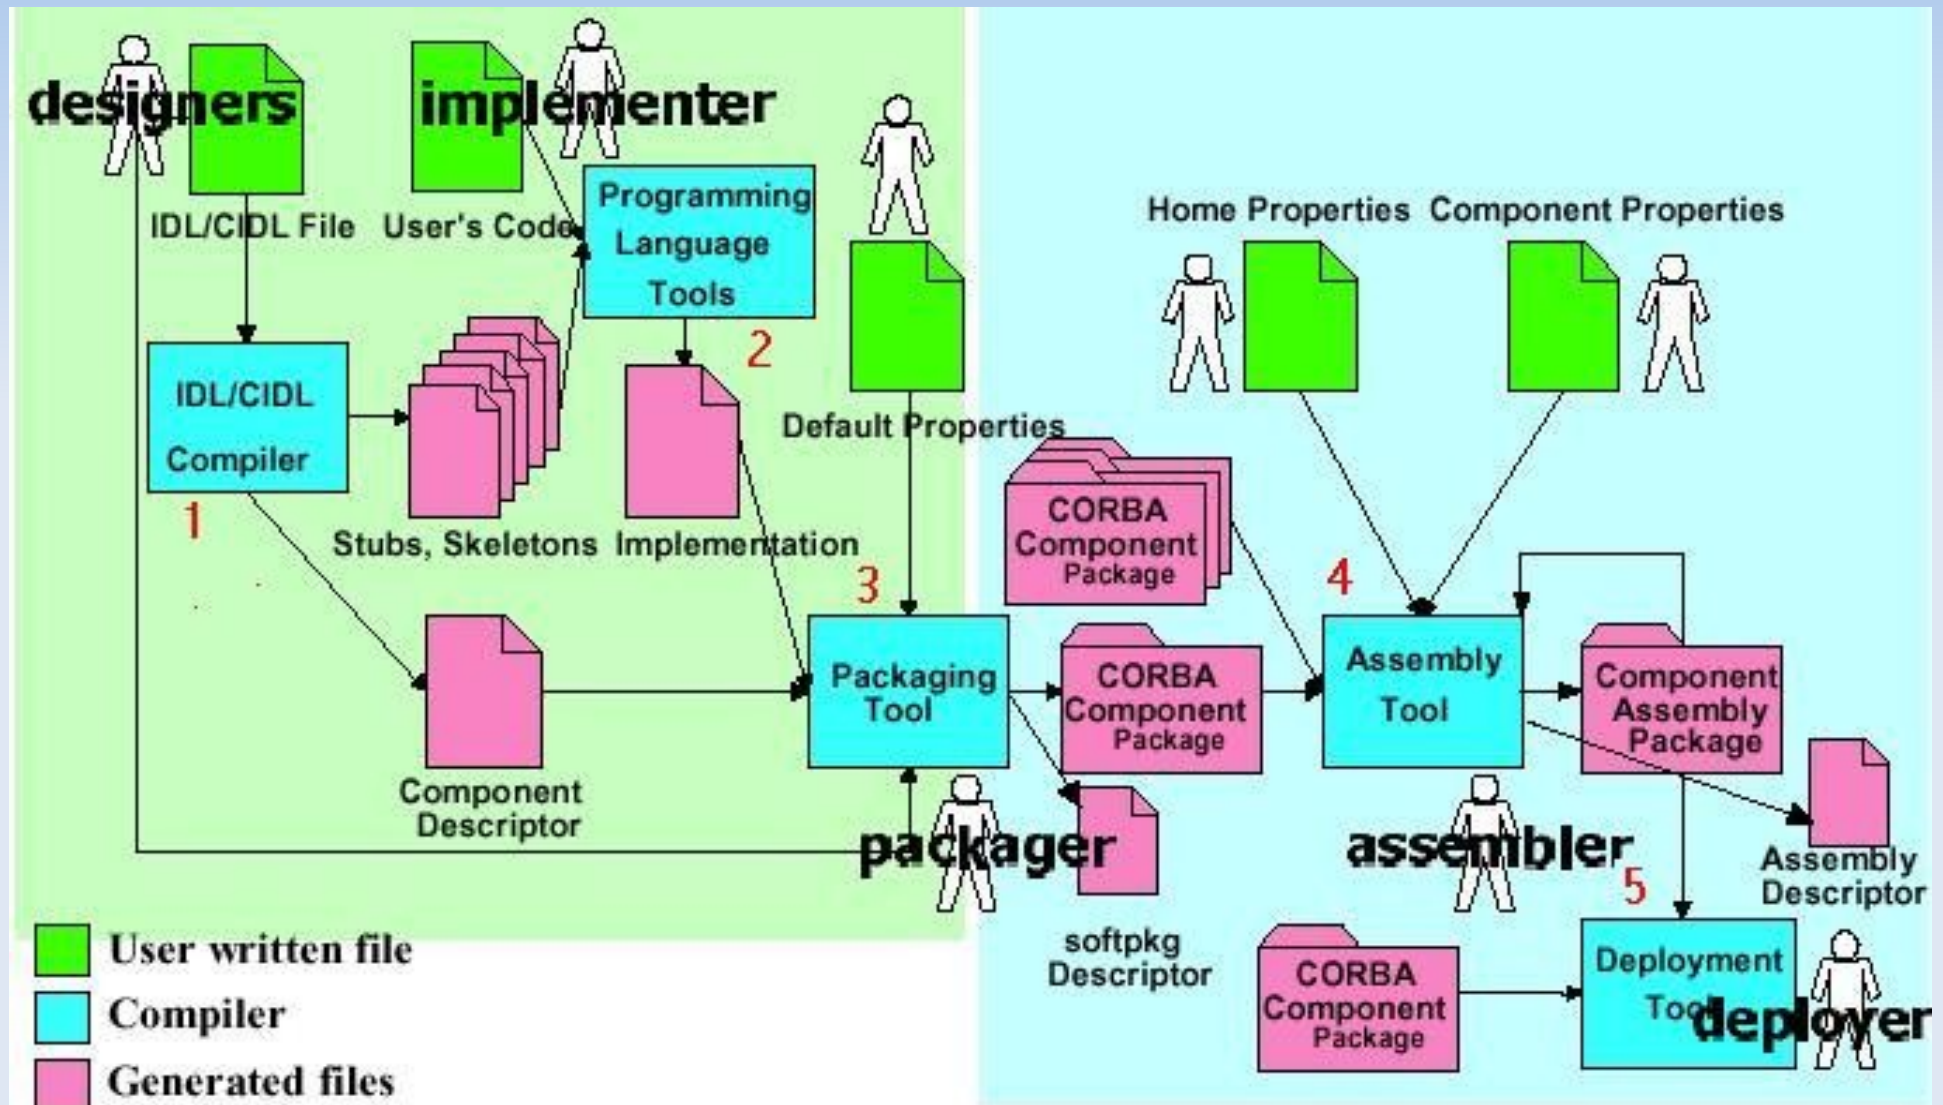 designers
implementer
IDL/CIDL File
User's Code
Programming
Language
Tools
2
Home Properties
Component Properties
IDL/CIDL
Compiler
1
Default Properties
Stubs, Skeletons
Implementation
3
CORBA
Component
Package
4
Packaging
Tool
CORBA
Component
Package
Assembly
Tool
Component
Assembly
Package
Component
Descriptor
packager
assembler
5
Assembly
Descriptor
softpkg
Descriptor
CORBA
Component
Package
Deployment
Tool
deployer
User written file
Compiler
Generated files